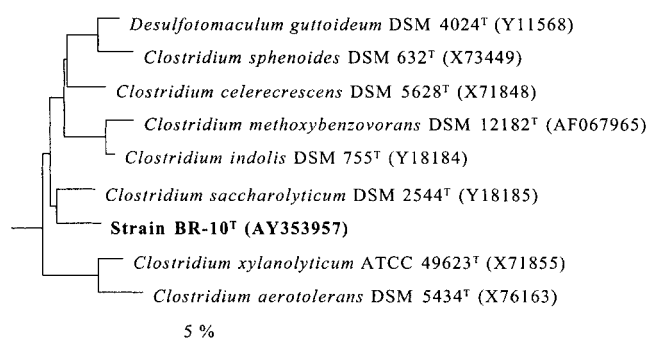 Desulfotomaculum guttoideum DSM 4024ᵀ (Y11568)
Clostridium sphenoides DSM 632ᵀ (X73449)
Clostridium celerecrescens DSM 5628ᵀ (X71848)
Clostridium methoxybenzovorans DSM 12182ᵀ (AF067965)
Clostridium indolis DSM 755ᵀ (Y18184)
Clostridium saccharolyticum DSM 2544ᵀ (Y18185)
Strain BR-10ᵀ (AY353957)
Clostridium xylanolyticum ATCC 49623ᵀ (X71855)
Clostridium aerotolerans DSM 5434ᵀ (X76163)
5 %